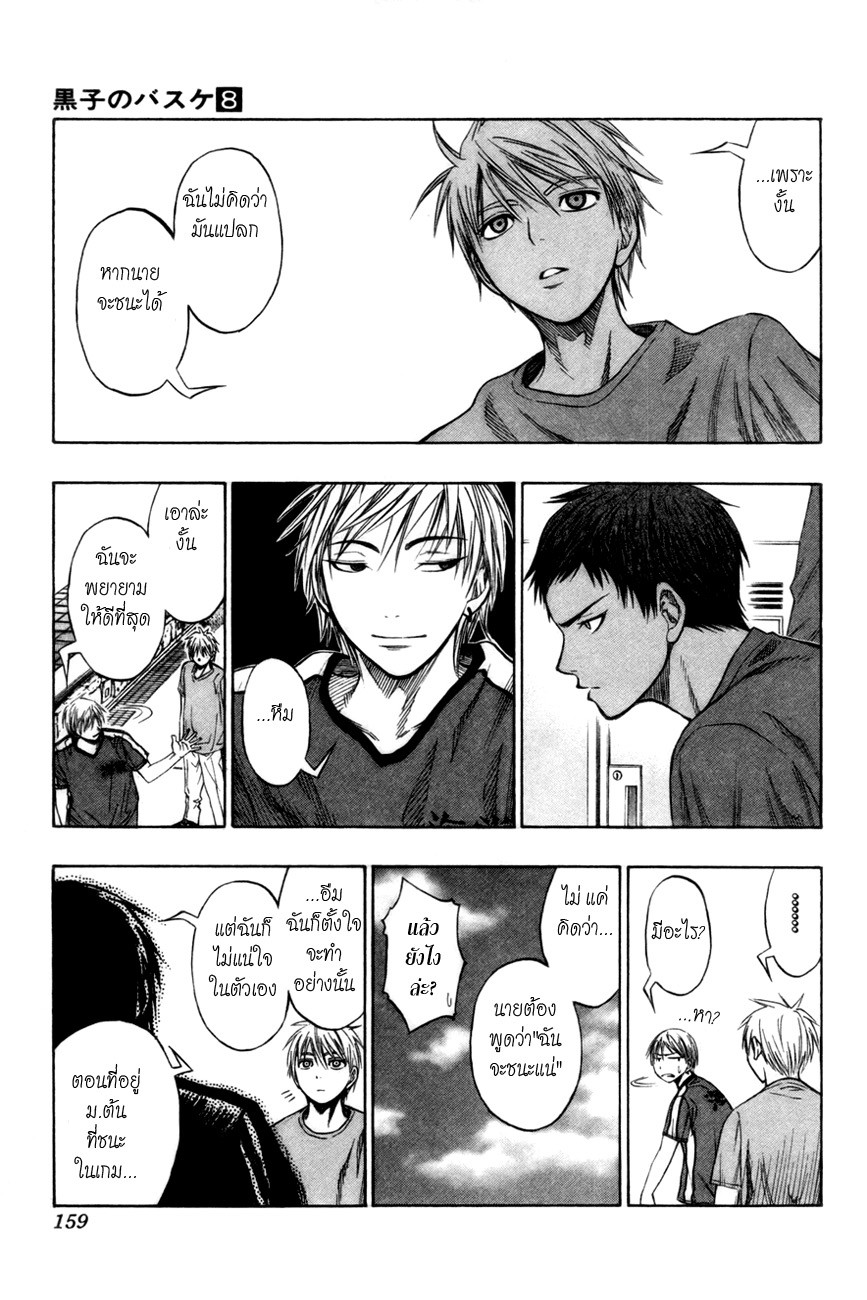 黒子のバスケ8
...เพราะ
งั้น
ฉันไม่คิดว่า
มันแปลก
หากนาย
จะชนะได้
...หึม
เอาล่ะ
งั้น
ฉันจะ
พยายาม
ให้ดีที่สุด
........
มีอะไร?
...หา?
ไม่ แค่
คิดว่า...
นายต้อง
พูดว่า"ฉัน
จะชนะแน่"
แล้ว
ยังไง
ล่ะ?
...อืม
ฉันก็ตั้งใจ
จะทำ
อย่างนั้น
แต่ฉันก็
ไม่แน่ใจ
ในตัวเอง
ตอนที่อยู่
ม.ต้น
ที่ชนะ
ในเกม...
159